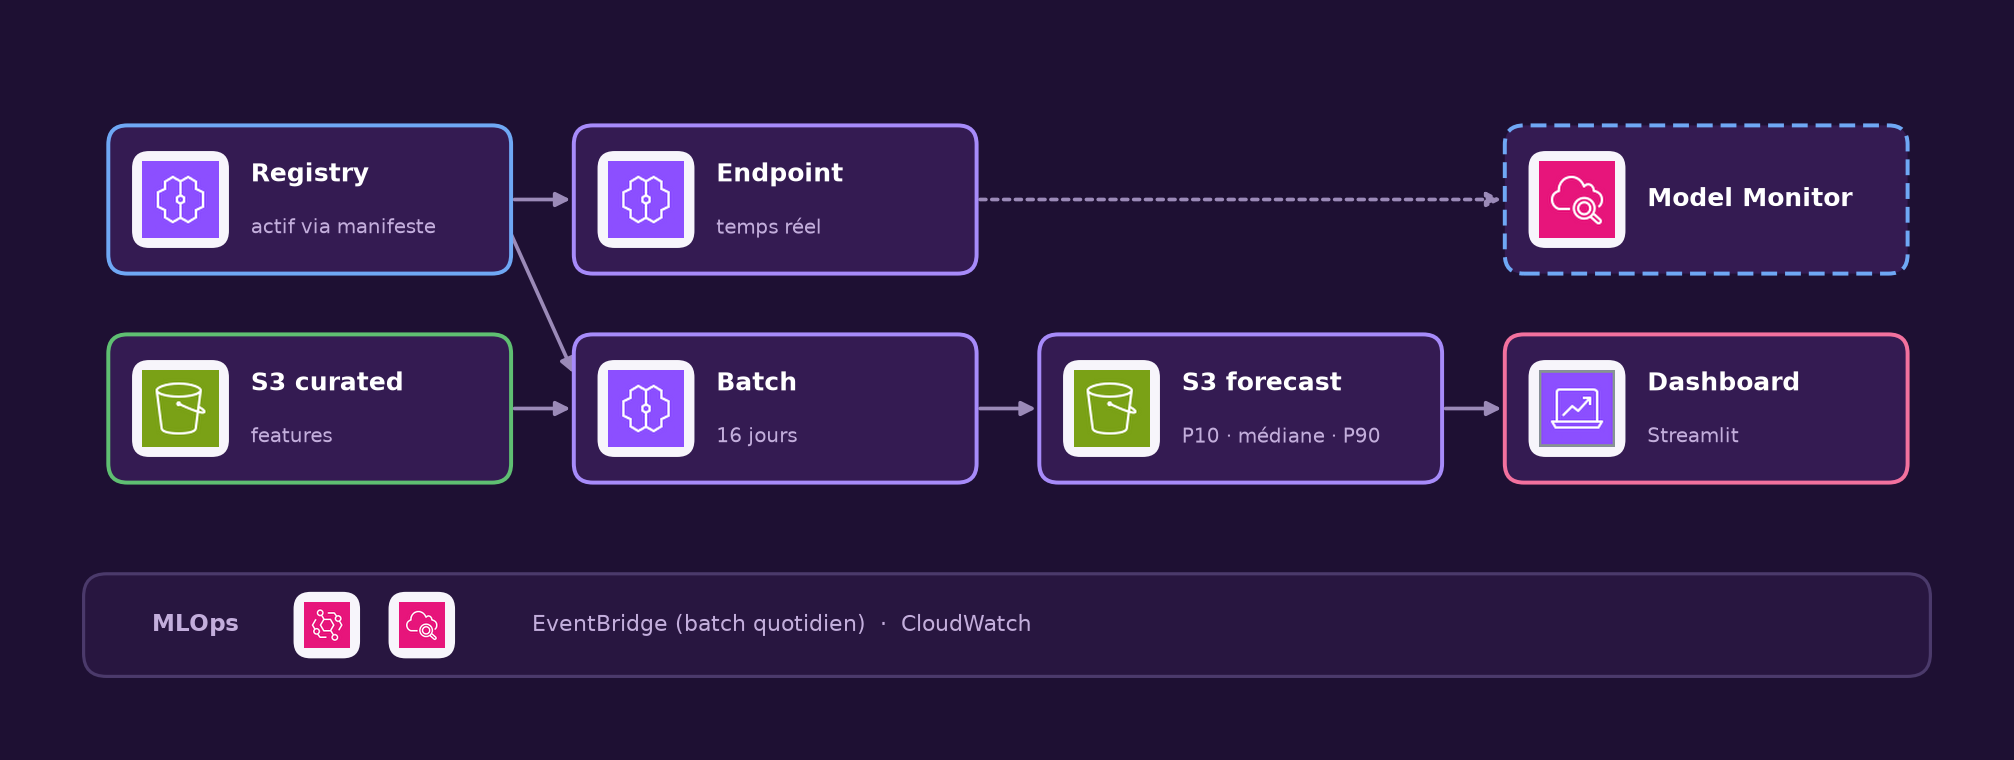 Registry
actif via manifeste
Endpoint
temps réel
Model Monitor
S3 curated
features
Batch
16 jours
S3 forecast
P10 · médiane · P90
Dashboard
Streamlit
MLOps
EventBridge (batch quotidien) · CloudWatch